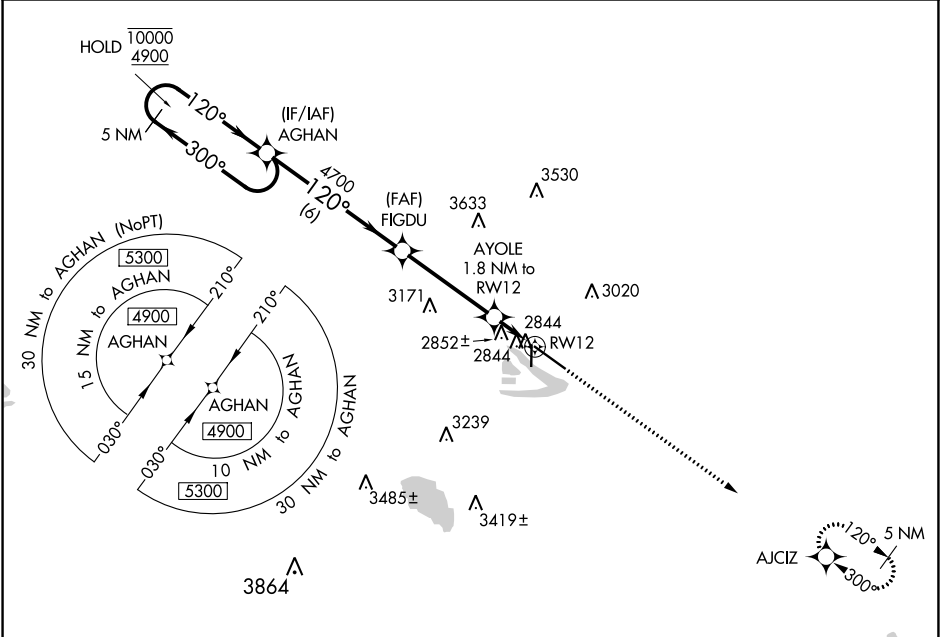 HOLD 10000
4900
120°
5 NM
300°
(IF/IAF)
AGHAN
4700
120°
(6)
(FAF)
FIGDU
3530
3633
AYOLE
1.8 NM to
RW12
3171
3020
2852±
2844
2844
RW12
30 NM to AGHAN (NoPT)
5300
15 NM to AGHAN
4900
AGHAN
210°
030°
210°
AGHAN
4900
10 NM to AGHAN
5300
30 NM to AGHAN
030°
3239
3485±
3419±
3864
AJCIZ
120°
5 NM
300°